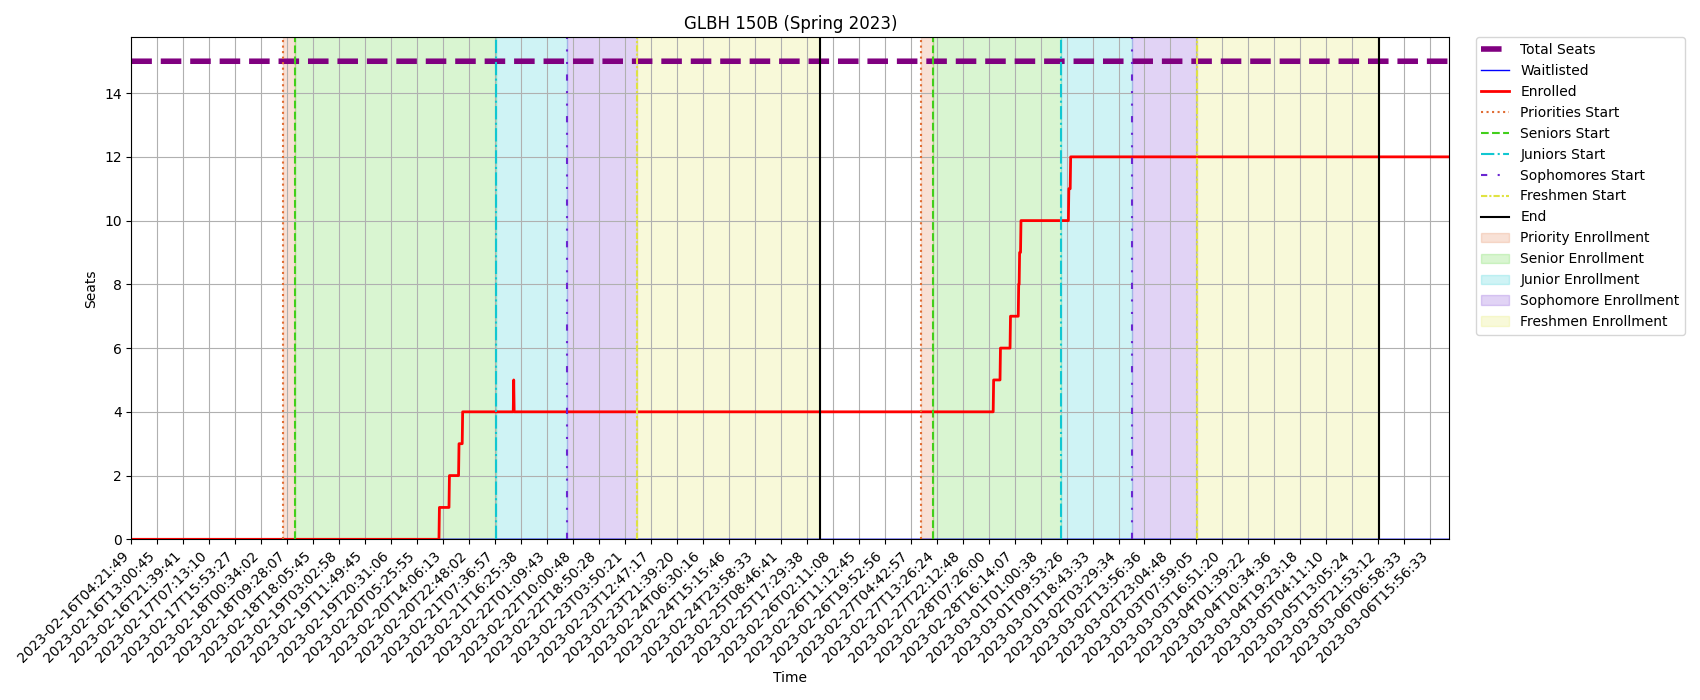 GLBH 150B (Spring 2023)
Seats
14
12
10
8
6
4
2
0
2023-02-16T04:21:49
2023-02-16T13:00:45
2023-02-16T21:39:41
2023-02-17T07:13:10
2023-02-17T15:53:27
2023-02-18T00:34:02
2023-02-18T09:28:07
2023-02-18T18:05:45
2023-02-19T03:02:58
2023-02-19T11:49:45
2023-02-19T20:31:06
2023-02-20T05:25:55
2023-02-20T14:06:13
2023-02-20T22:48:02
2023-02-21T07:36:57
2023-02-21T16:25:38
2023-02-22T01:09:43
2023-02-22T10:00:48
2023-02-22T18:50:28
2023-02-23T03:50:21
2023-02-23T12:47:17
2023-02-23T21:39:20
2023-02-24T06:30:16
2023-02-24T15:15:46
2023-02-24T23:58:33
2023-02-25T08:46:41
2023-02-25T17:29:38
2023-02-26T02:11:08
2023-02-26T11:12:45
2023-02-26T19:52:56
2023-02-27T04:42:57
2023-02-27T13:26:24
2023-02-27T22:12:48
2023-02-28T07:26:00
2023-02-28T16:14:07
2023-03-01T01:00:38
2023-03-01T09:53:26
2023-03-01T18:43:33
2023-03-02T03:29:34
2023-03-02T13:56:36
2023-03-02T23:04:48
2023-03-03T07:59:05
2023-03-03T16:51:20
2023-03-04T01:39:22
2023-03-04T10:34:36
2023-03-04T19:23:18
2023-03-05T04:11:10
2023-03-05T13:05:24
2023-03-05T21:53:12
2023-03-06T06:58:33
2023-03-06T15:56:33
Time
Total Seats
Waitlisted
Enrolled
Priorities Start
Seniors Start
Juniors Start
Sophomores Start
Freshmen Start
End
Priority Enrollment
Senior Enrollment
Junior Enrollment
Sophomore Enrollment
Freshmen Enrollment